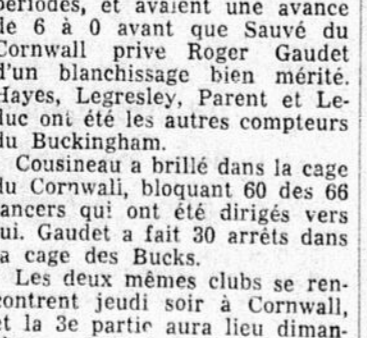 périodes, et avaient une avance
de 6 à 0 avant que Sauvé du
Cornwall prive Roger Gaudet
d'un blanchissage bien mérité.
Hayes, Legresley, Parent et Le-
duc ont été les autres compteurs
du Buckingham.
Cousineau a brillé dans la cage
du Cornwall, bloquant 60 des 66
lancers qui ont été dirigés vers
lui. Gaudet a fait 30 arrêts dans
la cage des Bucks.
Les deux mêmes clubs se ren-
contrent jeudi soir à Cornwall,
et la 3e partie aura lieu diman-